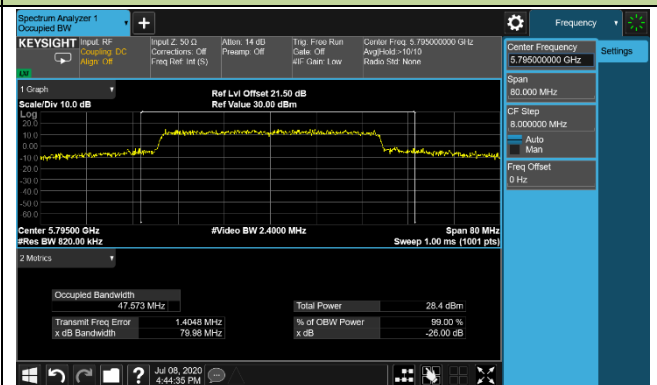 Spectrum Analyzer 1
Occupied BW
+
Frequency
KEYSIGHT
Input: RF
Coupling: DC
Align: Off
Input Z: 50 Ω
Corrections: Off
Freq Ref: Int (S)
Atten: 14 dB
Preamp: Off
Trig: Free Run
Gate: Off
#IF Gain: Low
Center Freq: 5.795000000 GHz
Avg|Hold:>10/10
Radio Std: None
Center Frequency
5.795000000 GHz
Settings
Span
80.000 MHz
CF Step
8.000000 MHz
Auto
Man
Freq Offset
0 Hz
1 Graph
Scale/Div 10.0 dB
Ref Lvl Offset 21.50 dB
Ref Value 30.00 dBm
Log
20.0
10.0
0.00
-10.0
-20.0
-30.0
-40.0
-50.0
-60.0
Center 5.79500 GHz
#Video BW 2.4000 MHz
Span 80 MHz
#Res BW 820.00 kHz
Sweep 1.00 ms (1001 pts)
2 Metrics
Occupied Bandwidth
47.573 MHz
Total Power
28.4 dBm
Transmit Freq Error
1.4048 MHz
% of OBW Power
99.00 %
x dB Bandwidth
79.98 MHz
x dB
-26.00 dB
?
Jul 08, 2020
4:44:35 PM